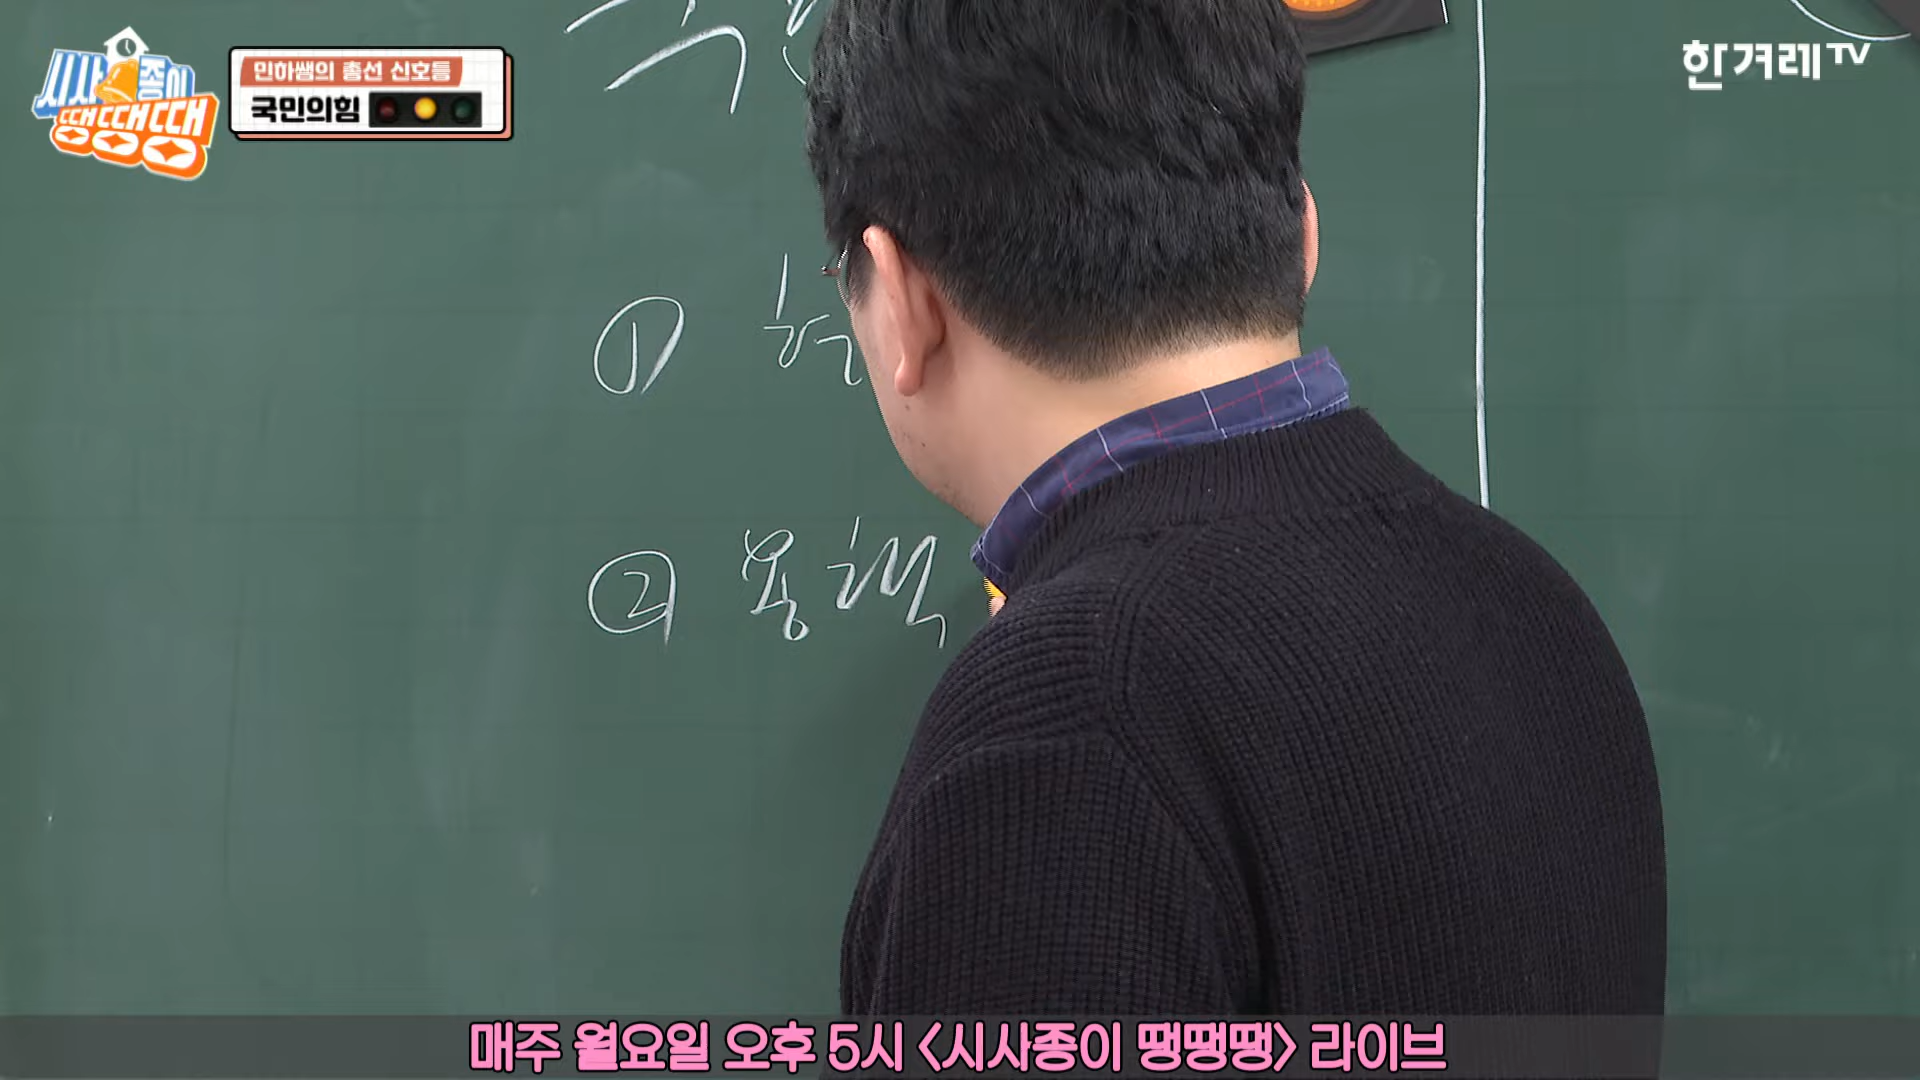 시사종이
땡땡땡
민하쌤의 총선 신호등
국민의힘
한겨레TV
①
② 용핵
매주 월요일 오후 5시 <시사종이 땡땡땡> 라이브